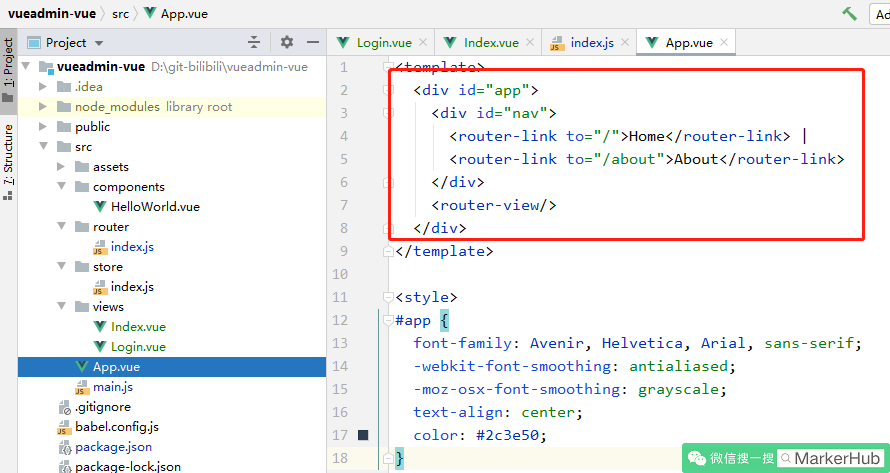 vueadmin-vue src App.vue Ad
Project
1: Project
7: Structure
vueadmin-vue D:\git-bilibili\vueadmin-vue
.idea
node_modules library root
public
src
assets
components
HelloWorld.vue
router
index.js
store
index.js
views
Index.vue
Login.vue
App.vue
main.js
.gitignore
babel.config.js
package.json
package-lock.json
Login.vue Index.vue index.js App.vue
1 <template>
2 <div id="app">
3 <div id="nav">
4 <router-link to="/">Home</router-link> |
5 <router-link to="/about">About</router-link>
6 </div>
7 <router-view/>
8 </div>
9 </template>
10
11 <style>
12 #app {
13 font-family: Avenir, Helvetica, Arial, sans-serif;
14 -webkit-font-smoothing: antialiased;
15 -moz-osx-font-smoothing: grayscale;
16 text-align: center;
17 color: #2c3e50;
18 }
微信搜一搜 MarkerHub